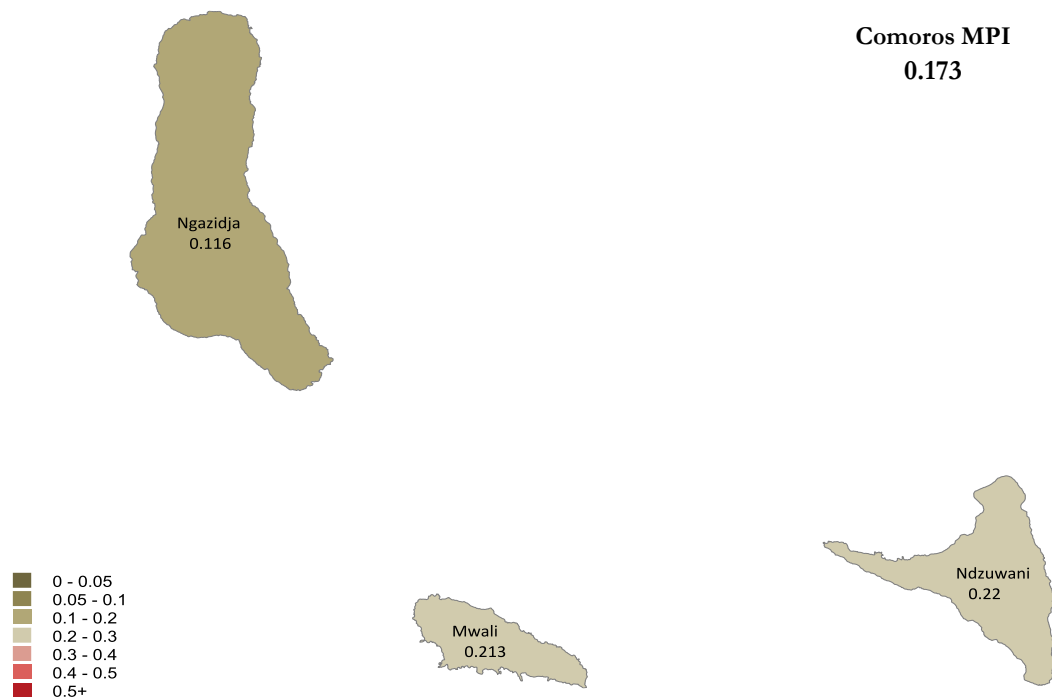 Comoros MPI
0.173
Ngazidja
0.116
Ndzuwani
0.22
Mwali
0.213
0 - 0.05
0.05 - 0.1
0.1 - 0.2
0.2 - 0.3
0.3 - 0.4
0.4 - 0.5
0.5+